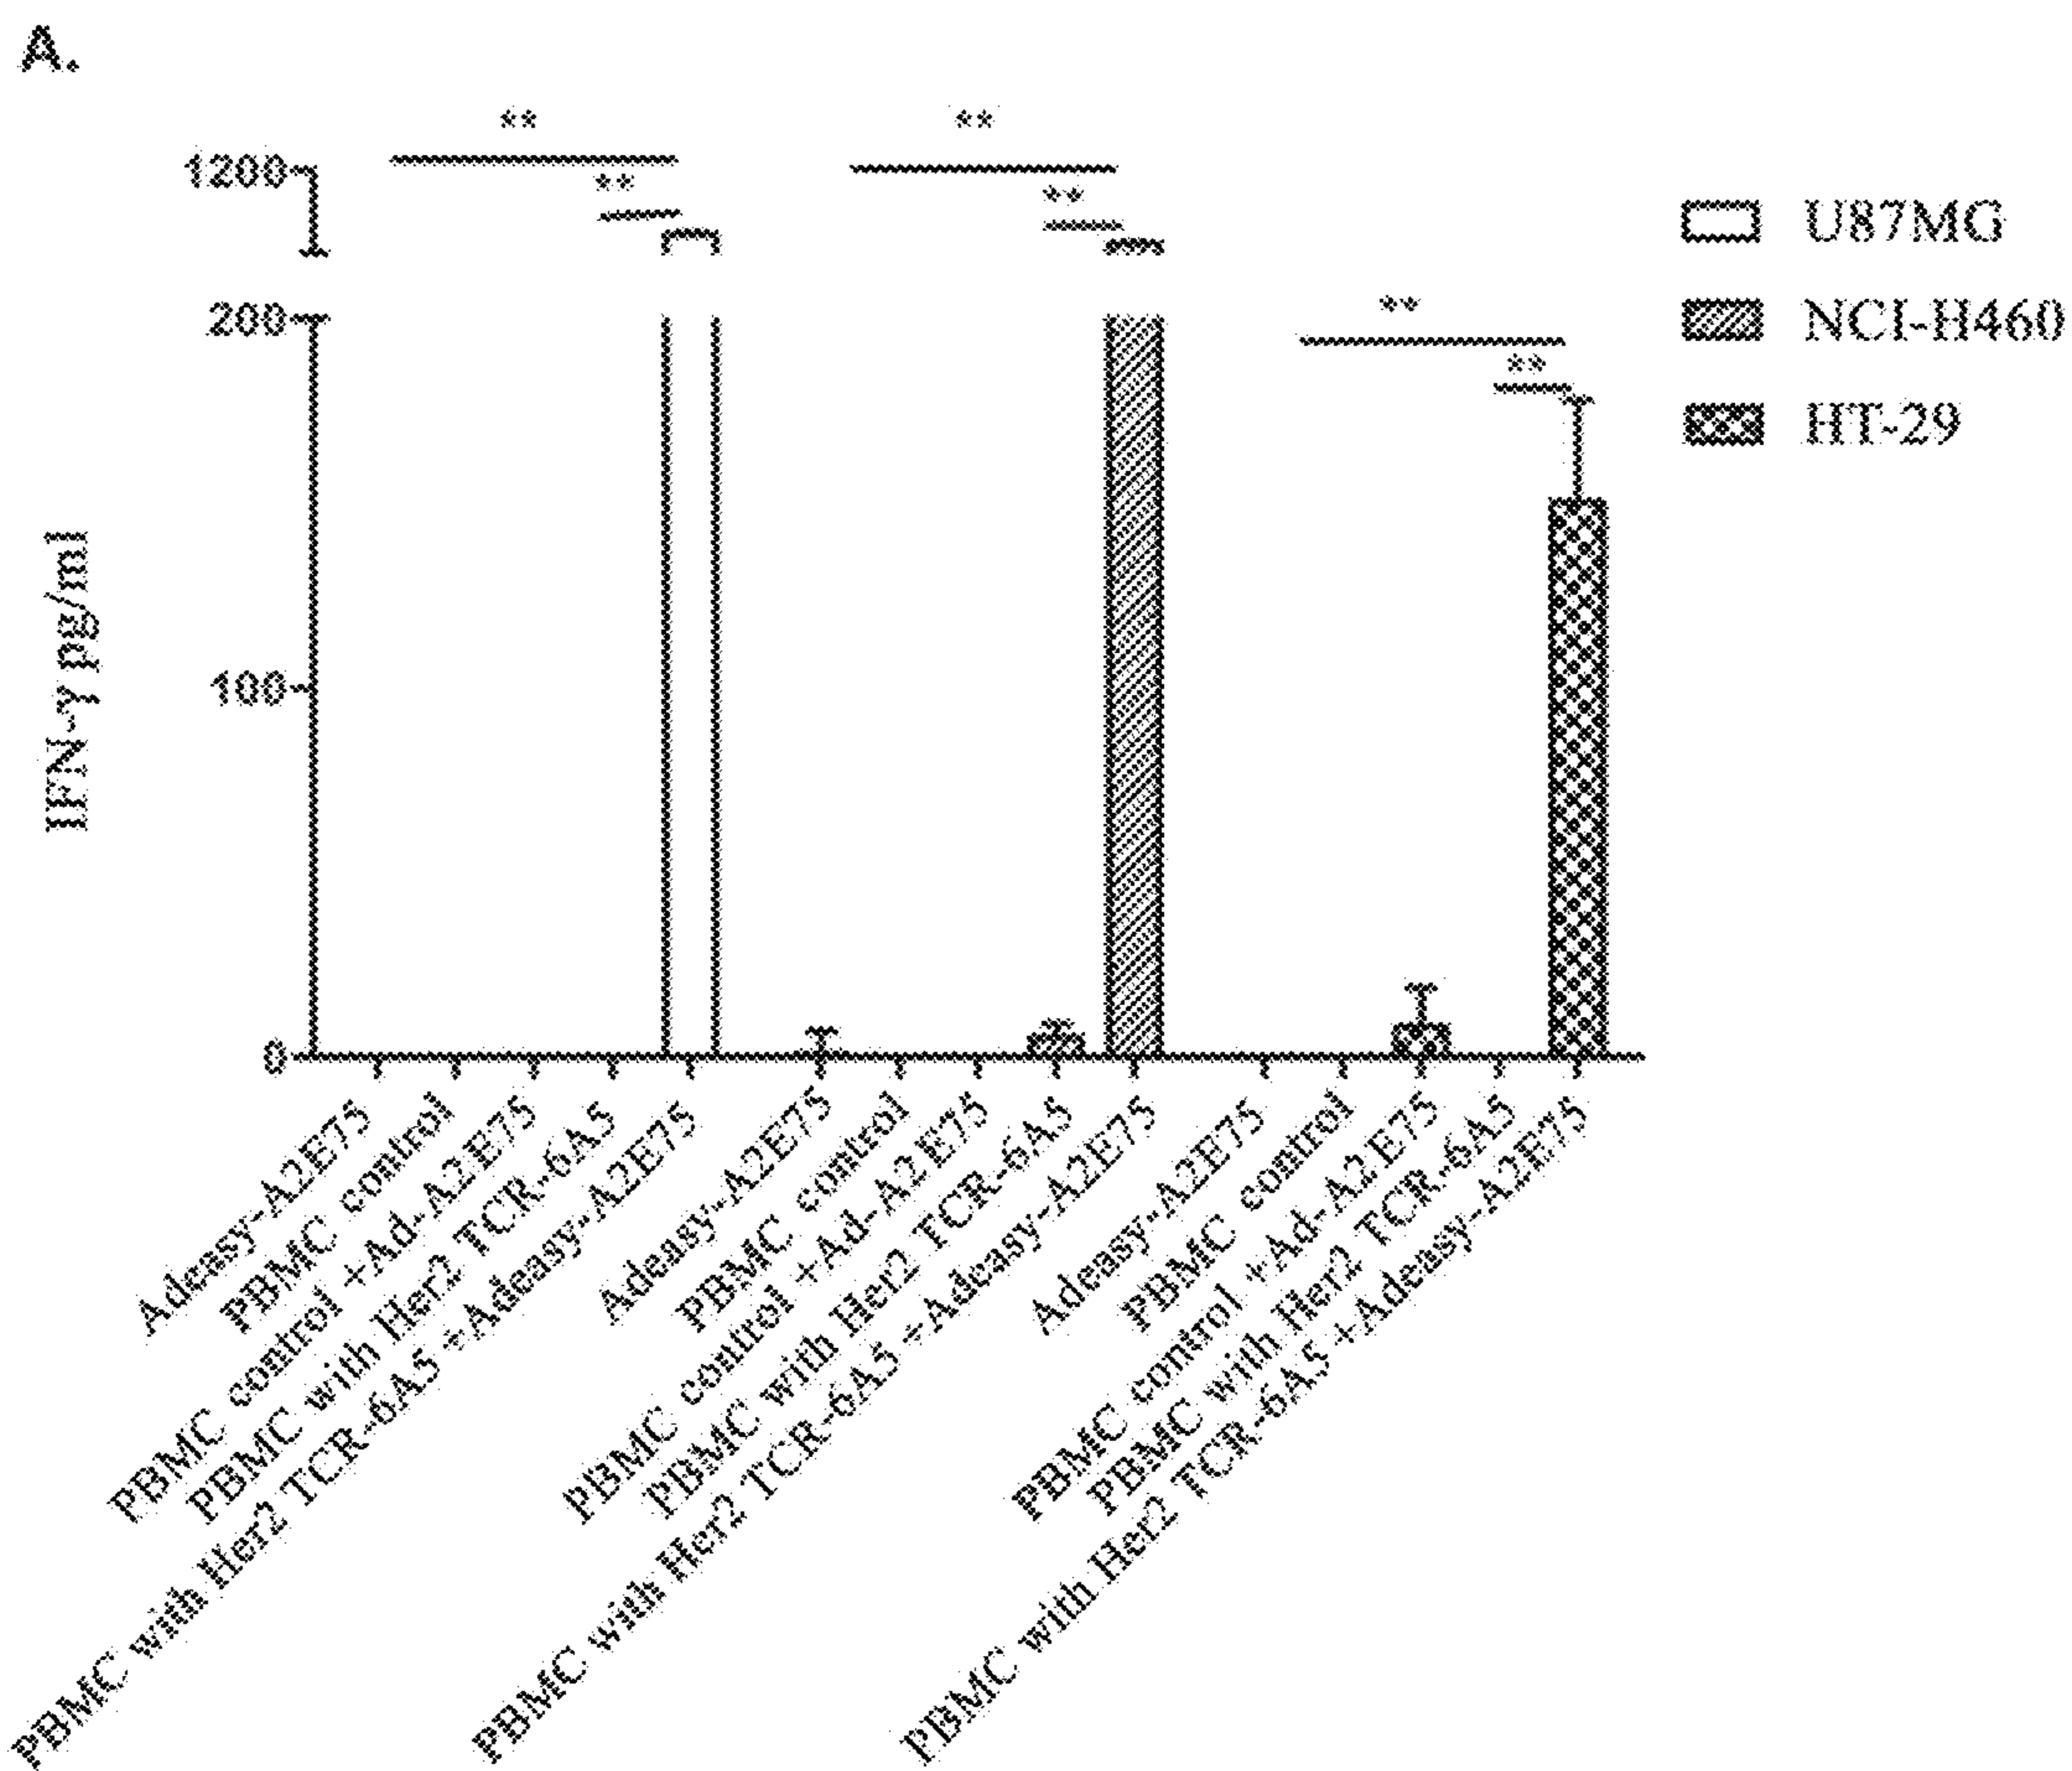 A.
**
**
**
**
**
**
1200
200
100
0
IFN-γ pg/ml
U87MG
NCI-H460
HT-29
Adeasy-A2E75
PBMC control
PBMC control +Ad-A2E75
PBMC with Her2 TCR-6A5
PBMC with Her2 TCR-6A5 +Adeasy-A2E75
Adeasy-A2E75
PBMC control
PBMC control +Ad-A2E75
PBMC with Her2 TCR-6A5
PBMC with Her2 TCR-6A5 +Adeasy-A2E75
Adeasy-A2E75
PBMC control
PBMC control +Ad-A2E75
PBMC with Her2 TCR-6A5
PBMC with Her2 TCR-6A5 +Adeasy-A2E75